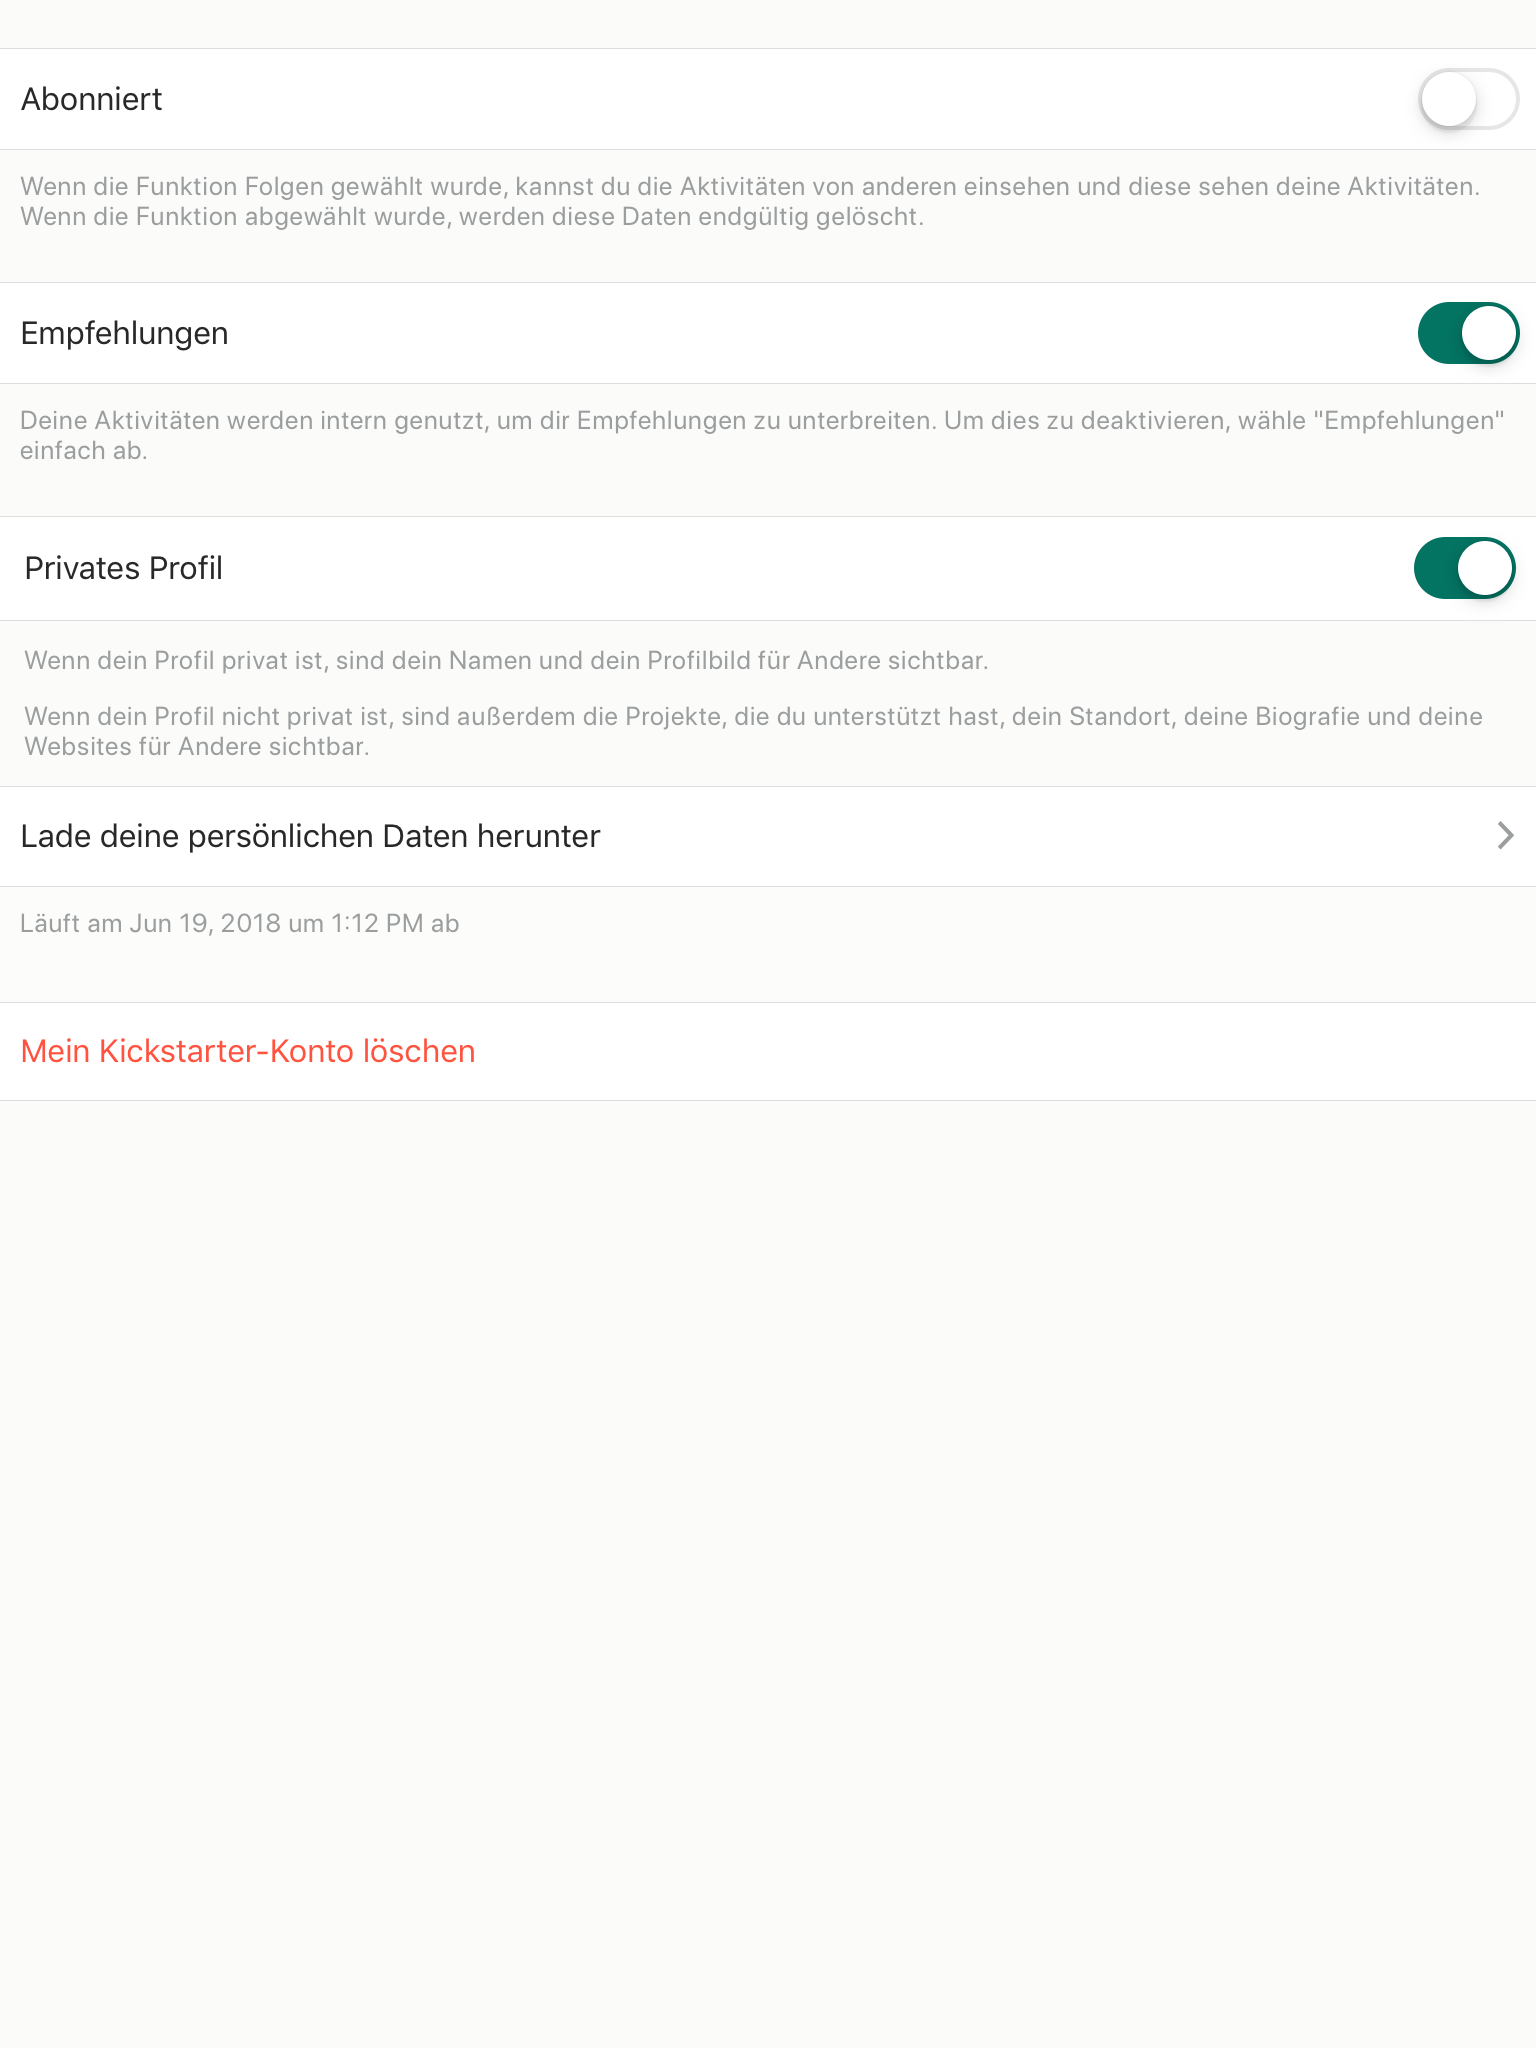 Abonniert
Wenn die Funktion Folgen gewählt wurde, kannst du die Aktivitäten von anderen einsehen und diese sehen deine Aktivitäten.
Wenn die Funktion abgewählt wurde, werden diese Daten endgültig gelöscht.
Empfehlungen
Deine Aktivitäten werden intern genutzt, um dir Empfehlungen zu unterbreiten. Um dies zu deaktivieren, wähle "Empfehlungen"
einfach ab.
Privates Profil
Wenn dein Profil privat ist, sind dein Namen und dein Profilbild für Andere sichtbar.
Wenn dein Profil nicht privat ist, sind außerdem die Projekte, die du unterstützt hast, dein Standort, deine Biografie und deine
Websites für Andere sichtbar.
Lade deine persönlichen Daten herunter
Läuft am Jun 19, 2018 um 1:12 PM ab
Mein Kickstarter-Konto löschen